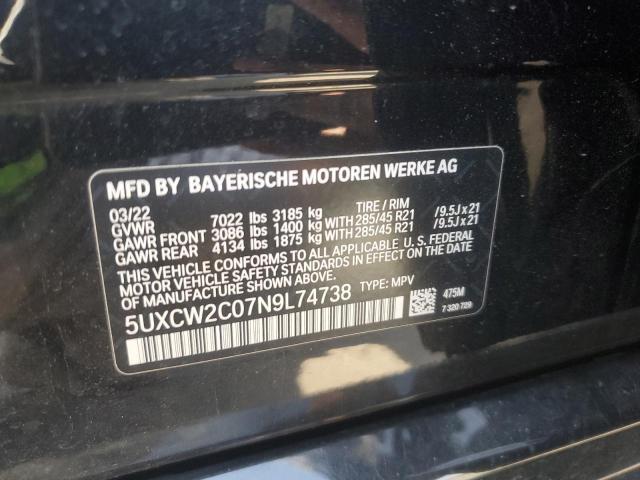 MFD BY BAYERISCHE MOTOREN WERKE AG
03/22 TIRE / RIM
GVWR 7022 lbs 3185 kg
GAWR FRONT 3086 lbs 1400 kg WITH 285/45 R21 /9.5J x 21
GAWR REAR 4134 lbs 1875 kg WITH 285/45 R21 /9.5J x 21
THIS VEHICLE CONFORMS TO ALL APPLICABLE U. S. FEDERAL
MOTOR VEHICLE SAFETY STANDARDS IN EFFECT ON THE DATE
OF MANUFACTURE SHOWN ABOVE.
5UXCW2C07N9L74738 TYPE: MPV
475M
7 320 729